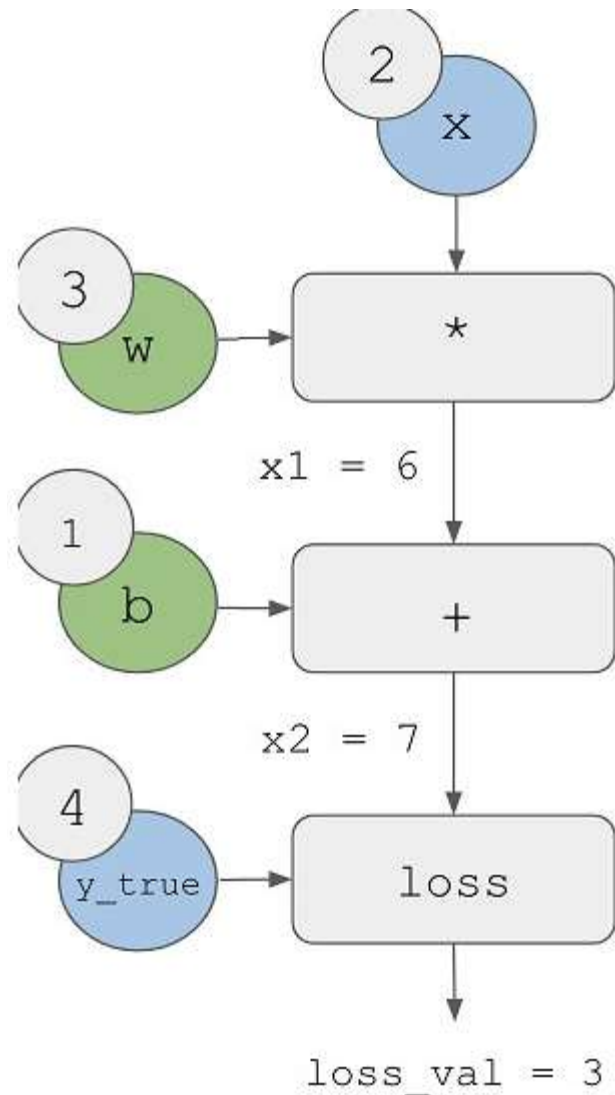 2
x
3
w
*
x1 = 6
1
b
+
x2 = 7
4
y_true
loss
loss_val = 3